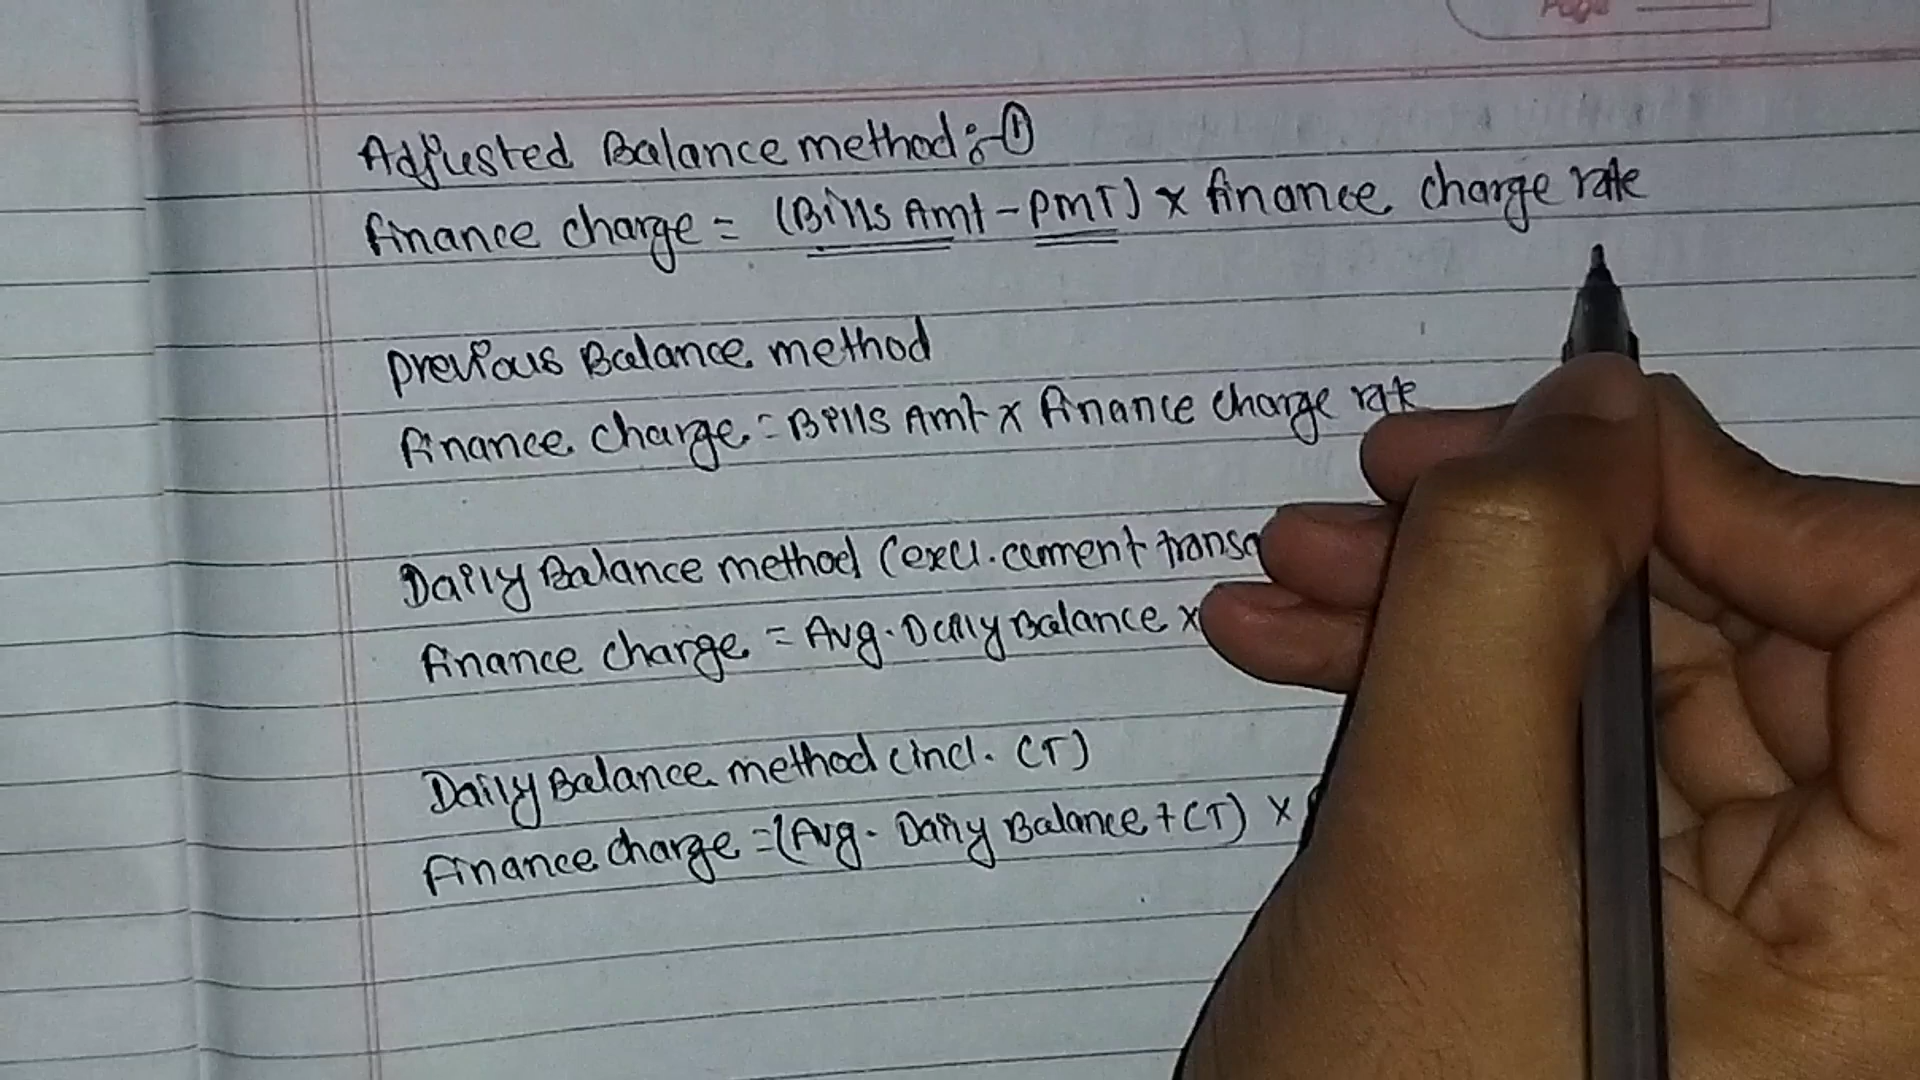 Page
Adjusted Balance method :- ①
finance charge = (Bills Amt - PMT) x finance charge rate
previous Balance method
finance charge = Bills Amt x finance charge rate
Daily Balance method (excl. current transa
finance charge = Avg. Daily Balance x
Daily Balance method (incl. CT)
finance charge = (Avg. Daily Balance + CT) x